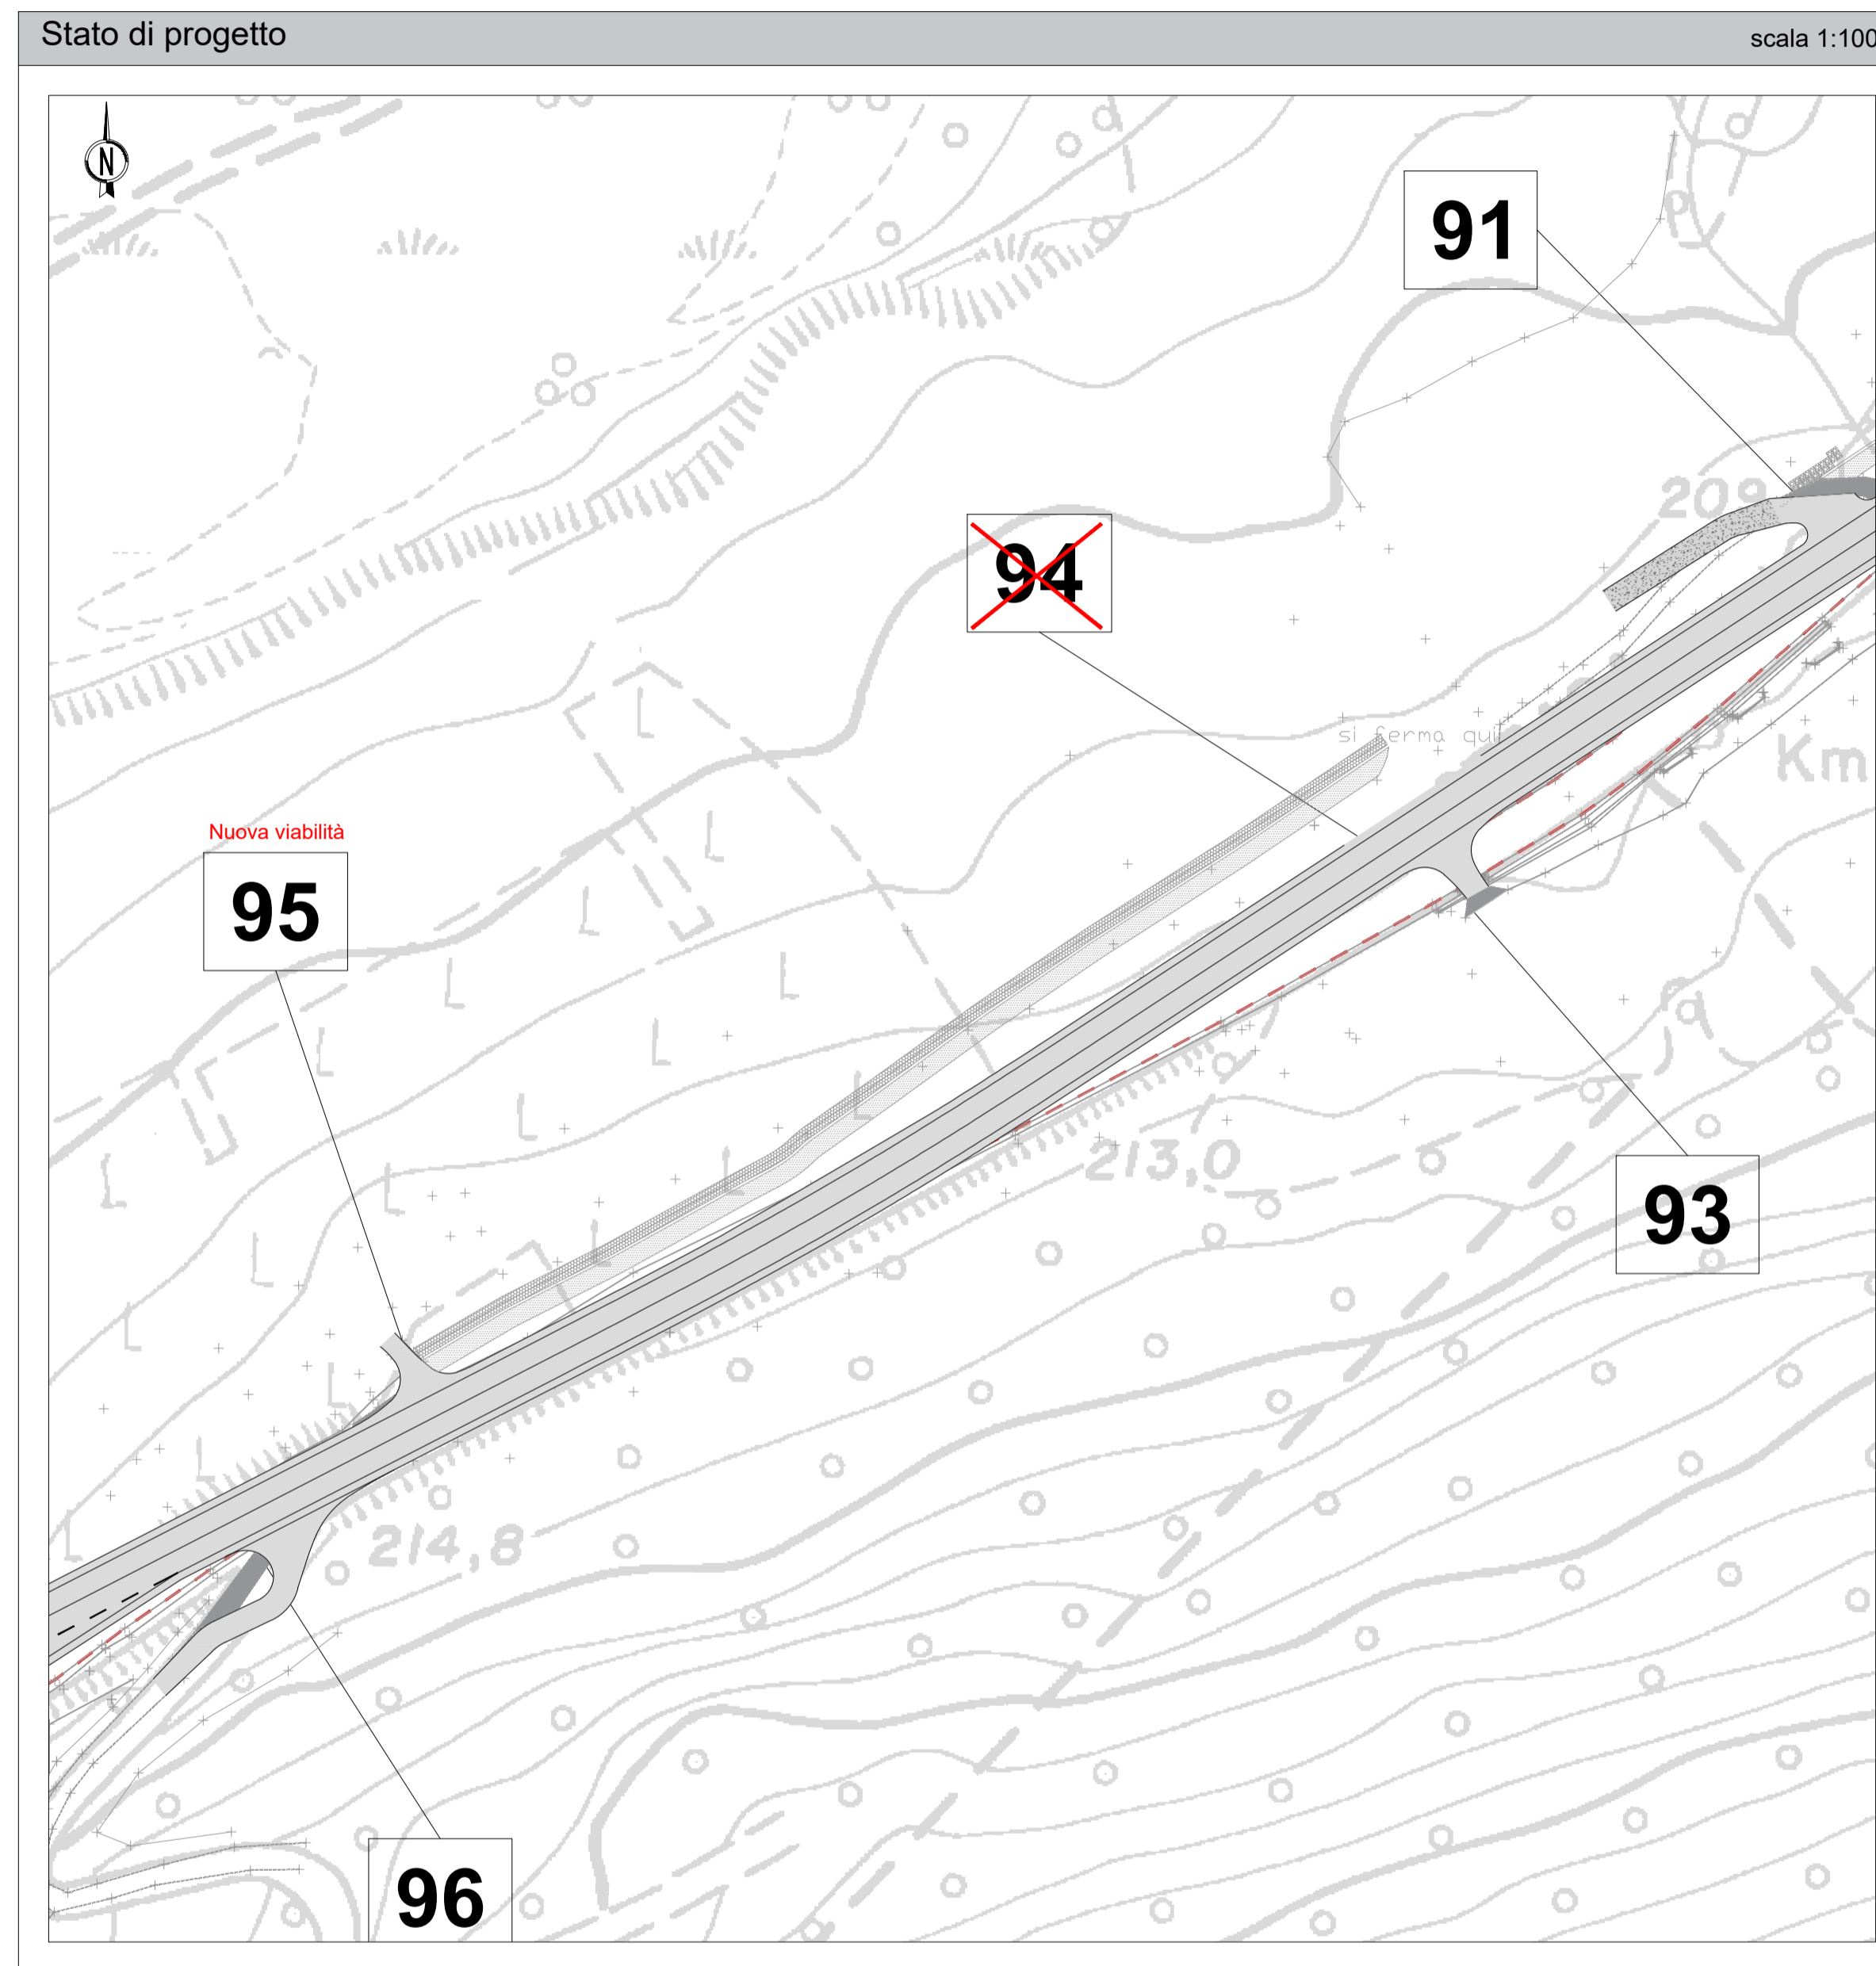 Stato di progetto
scala 1:100
N
91
209
94
si ferma qui
Km
Nuova viabilità
95
213,0
93
214,8
96